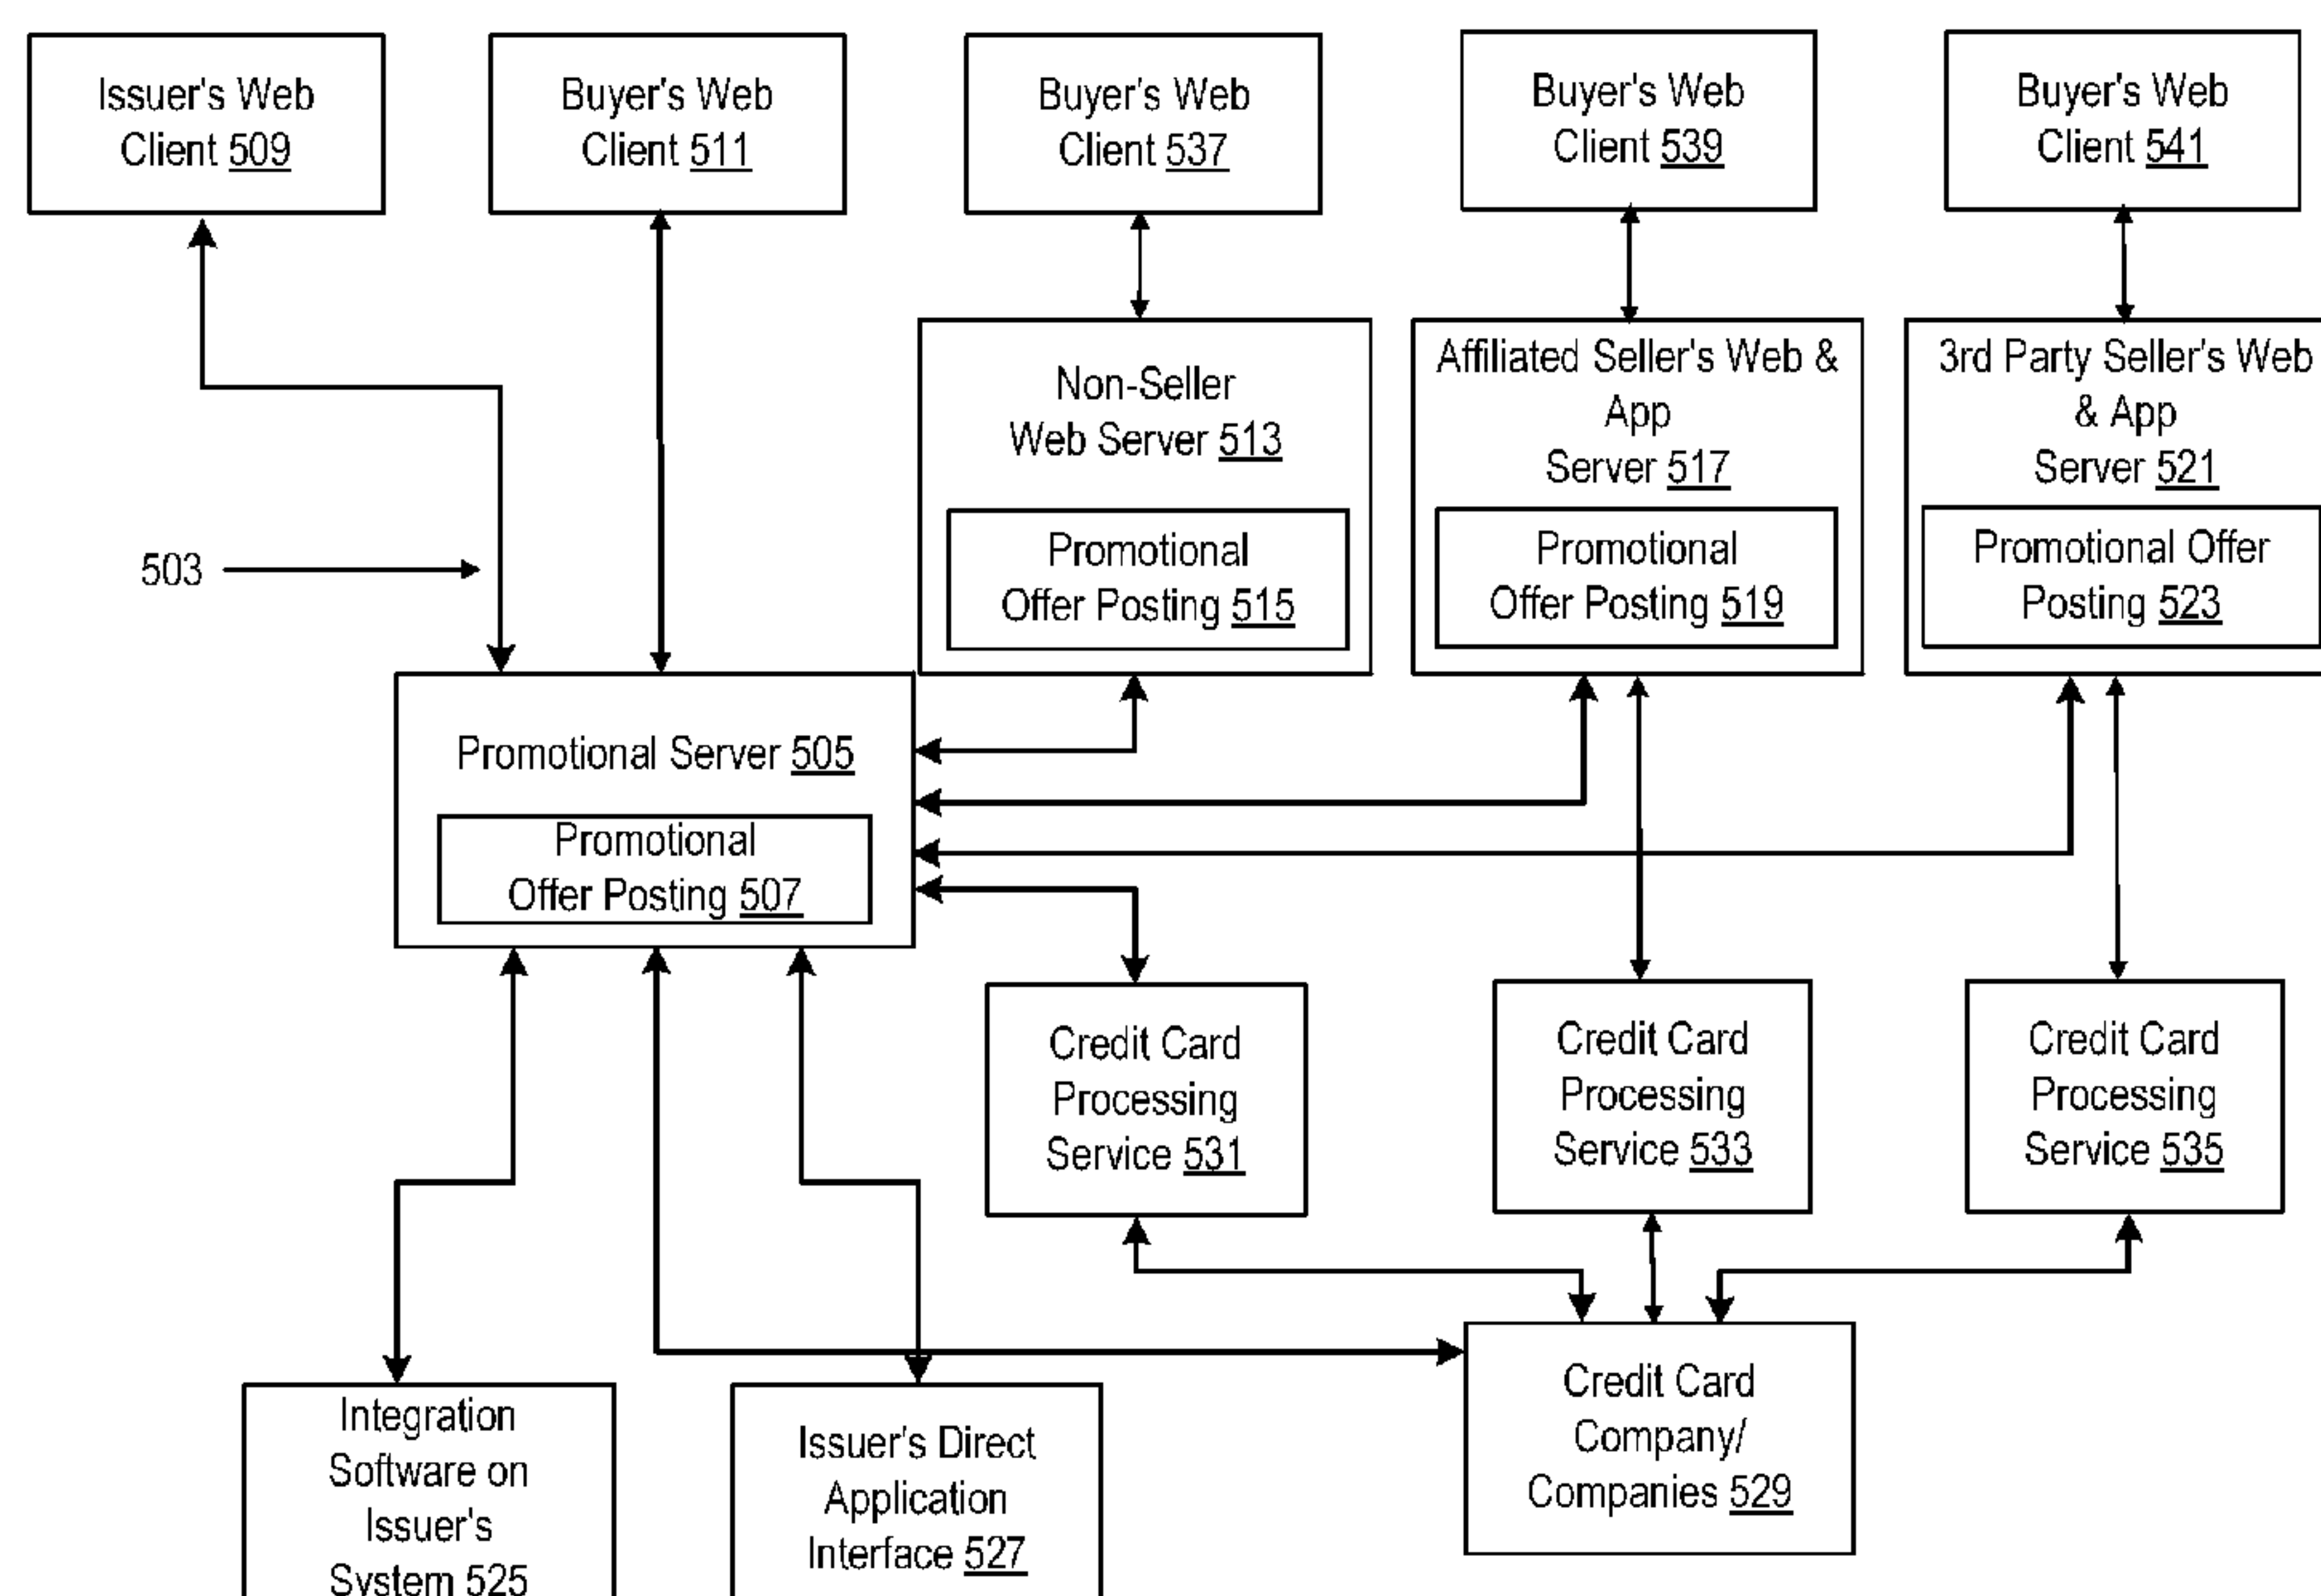 Issuer's Web
Client 509
Buyer's Web
Client 511
Buyer's Web
Client 537
Buyer's Web
Client 539
Buyer's Web
Client 541
Non-Seller
Web Server 513
Promotional
Offer Posting 515
Affiliated Seller's Web &
App
Server 517
Promotional
Offer Posting 519
3rd Party Seller's Web
& App
Server 521
Promotional Offer
Posting 523
503
Promotional Server 505
Promotional
Offer Posting 507
Credit Card
Processing
Service 531
Credit Card
Processing
Service 533
Credit Card
Processing
Service 535
Integration
Software on
Issuer's
System 525
Issuer's Direct
Application
Interface 527
Credit Card
Company/
Companies 529